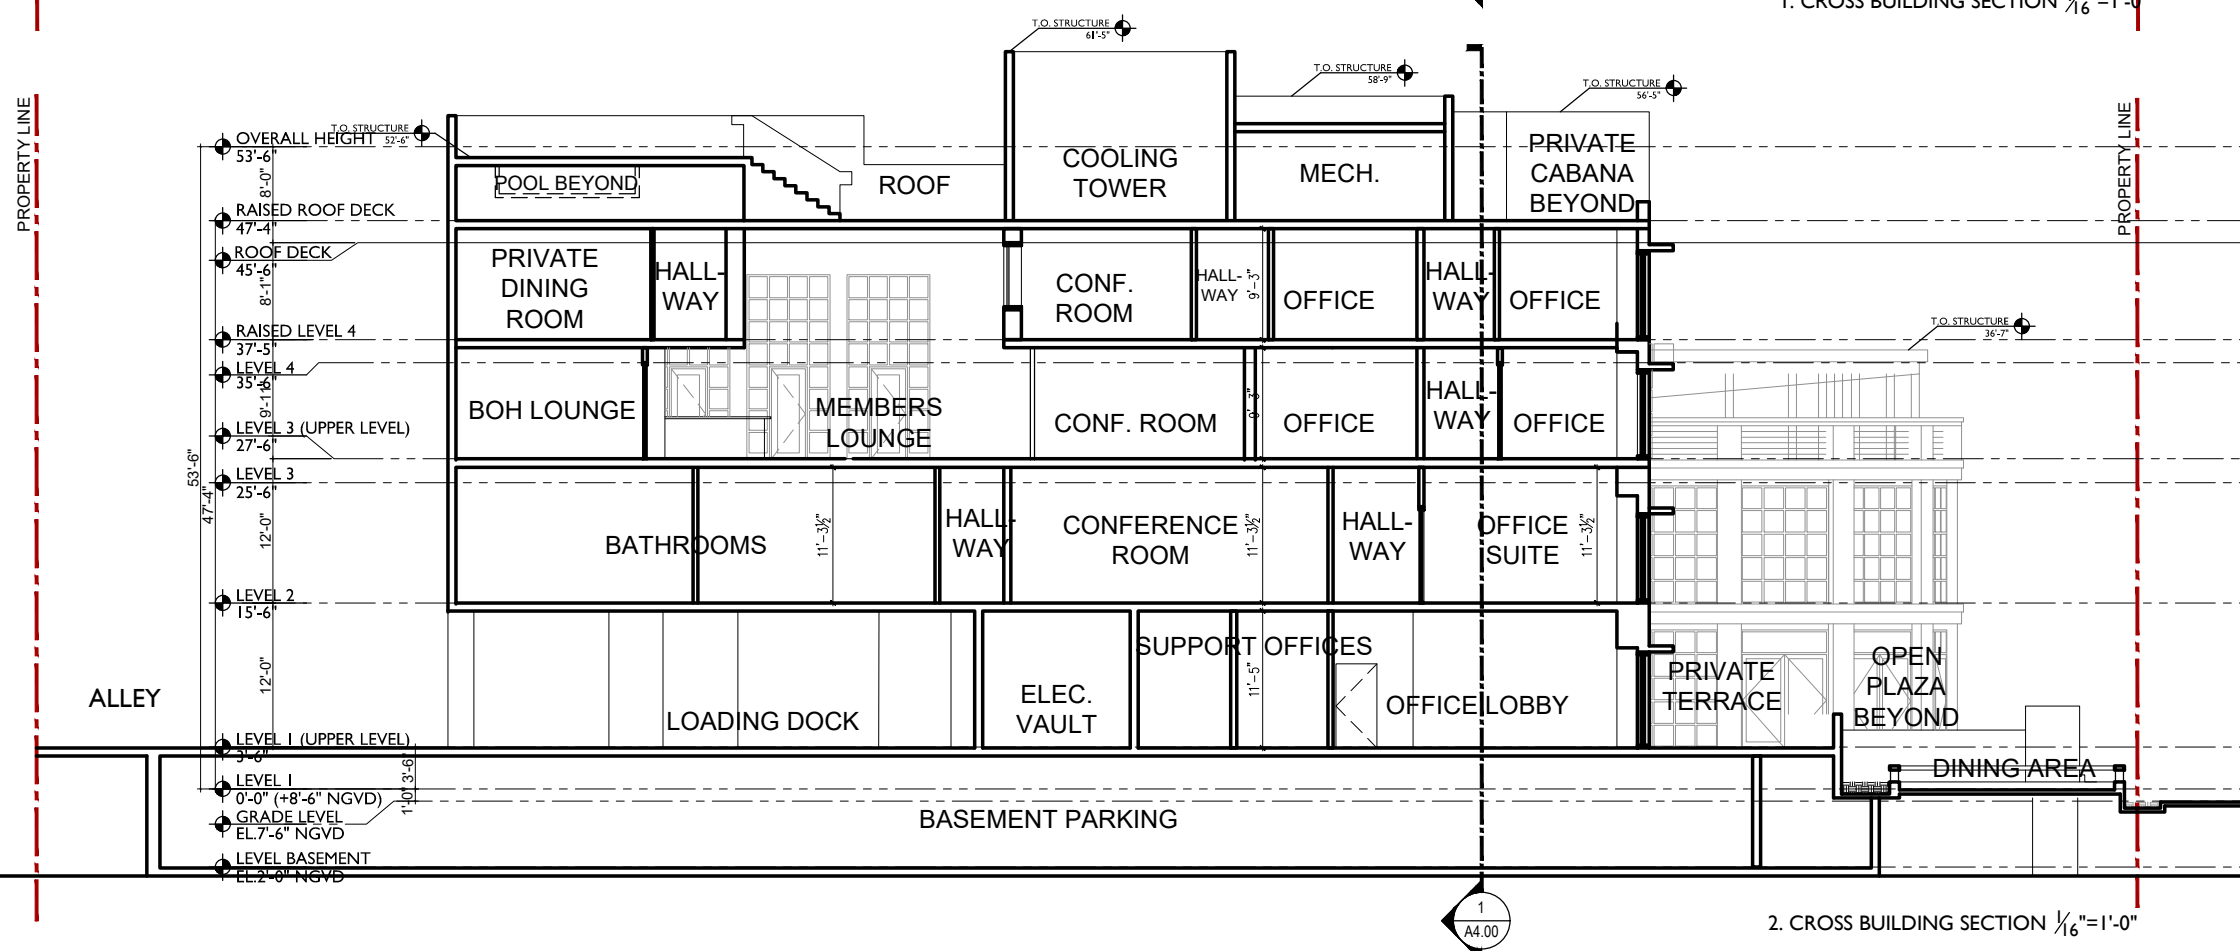 1. CROSS BUILDING SECTION 1/16"=1'-0"
T.O. STRUCTURE
61'-5"
T.O. STRUCTURE
58'-9"
T.O. STRUCTURE
56'-5"
T.O. STRUCTURE
52'-6"
PROPERTY LINE
PROPERTY LINE
OVERALL HEIGHT
53'-6"
8'-0"
RAISED ROOF DECK
47'-4"
ROOF DECK
45'-6"
8'-1"
RAISED LEVEL 4
37'-5"
LEVEL 4
35'-6"
LEVEL 3 (UPPER LEVEL)
27'-6"
LEVEL 3
25'-6"
53'-6"
47'-4"
12'-0"
LEVEL 2
15'-6"
12'-0"
LEVEL 1 (UPPER LEVEL)
3'-6"
LEVEL 1
0'-0" (+8'-6" NGVD)
GRADE LEVEL
EL.7'-6" NGVD
LEVEL BASEMENT
EL.2'-0" NGVD
1'-0"
3'-6"
POOL BEYOND
ROOF
COOLING
TOWER
MECH.
PRIVATE
CABANA
BEYOND
PRIVATE
DINING
ROOM
HALL-
WAY
CONF.
ROOM
HALL-
WAY
9'-3"
OFFICE
HALL-
WAY
OFFICE
T.O. STRUCTURE
36'-7"
BOH LOUNGE
MEMBERS
LOUNGE
CONF. ROOM
9'-3"
OFFICE
HALL-
WAY
OFFICE
BATHROOMS
11'-3½"
HALL-
WAY
CONFERENCE
ROOM
11'-3½"
HALL-
WAY
OFFICE
SUITE
11'-3½"
ALLEY
LOADING DOCK
ELEC.
VAULT
SUPPORT OFFICES
11'-5"
OFFICE LOBBY
PRIVATE
TERRACE
OPEN
PLAZA
BEYOND
DINING AREA
BASEMENT PARKING
1
A4.00
2. CROSS BUILDING SECTION 1/16"=1'-0"